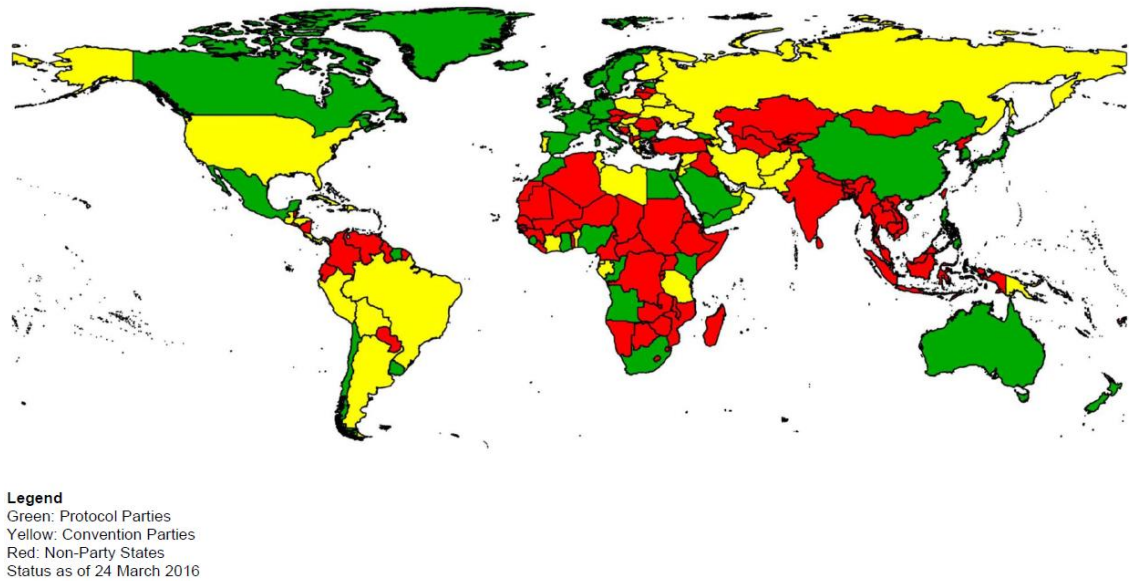 Legend
Green: Protocol Parties
Yellow: Convention Parties
Red: Non-Party States
Status as of 24 March 2016